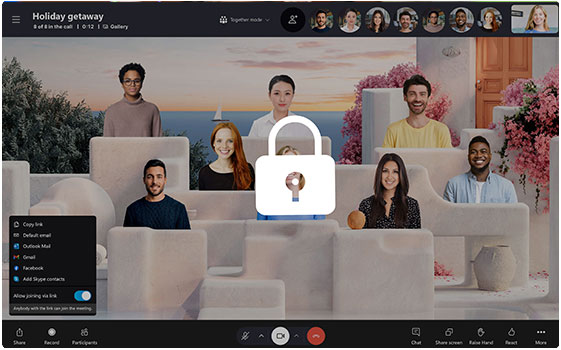 Holiday getaway
8 of 8 in the call | 0:12 | Gallery
Together mode
Copy link
Default email
Outlook Mail
Gmail
Facebook
Add Skype contacts
Allow joining via link
Anybody with the link can join the meeting.
Share
Record
Participants
Chat
Share screen
Raise Hand
React
More